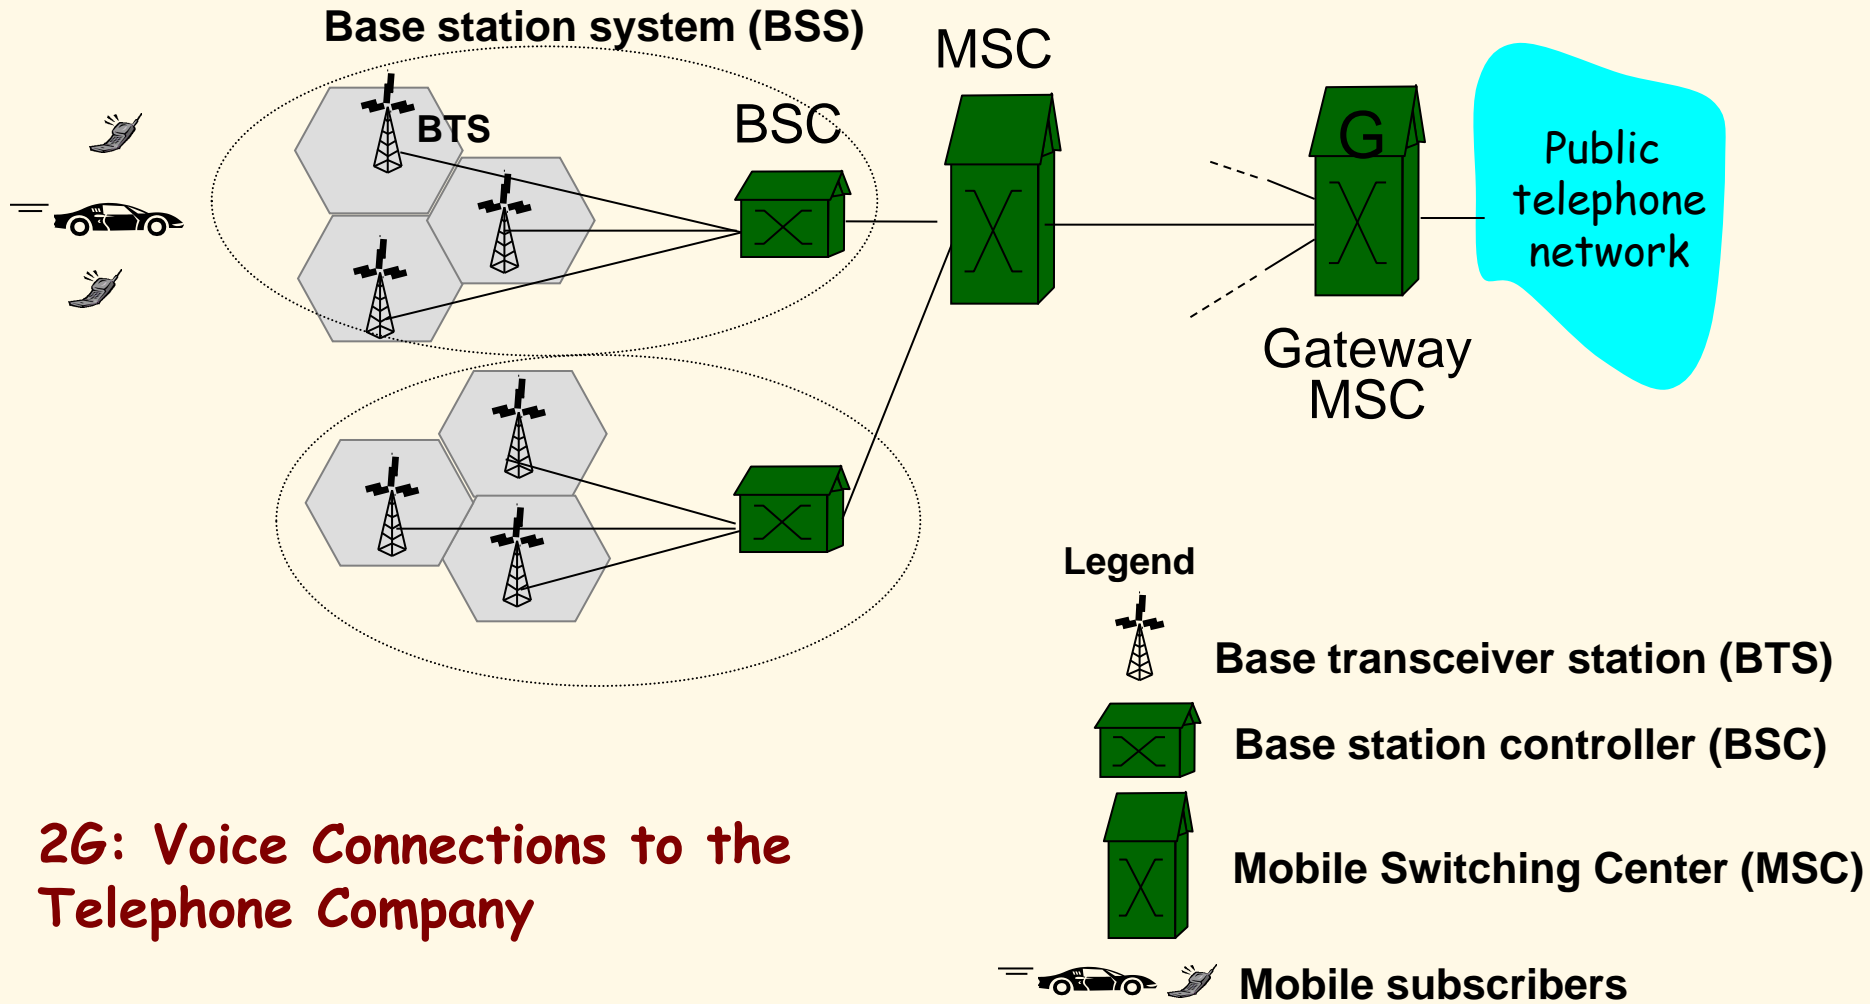 Base station system (BSS)
MSC
BTS
BSC
G
Public
telephone
network
Gateway
MSC
Legend
Base transceiver station (BTS)
Base station controller (BSC)
2G: Voice Connections to the
Telephone Company
Mobile Switching Center (MSC)
Mobile subscribers